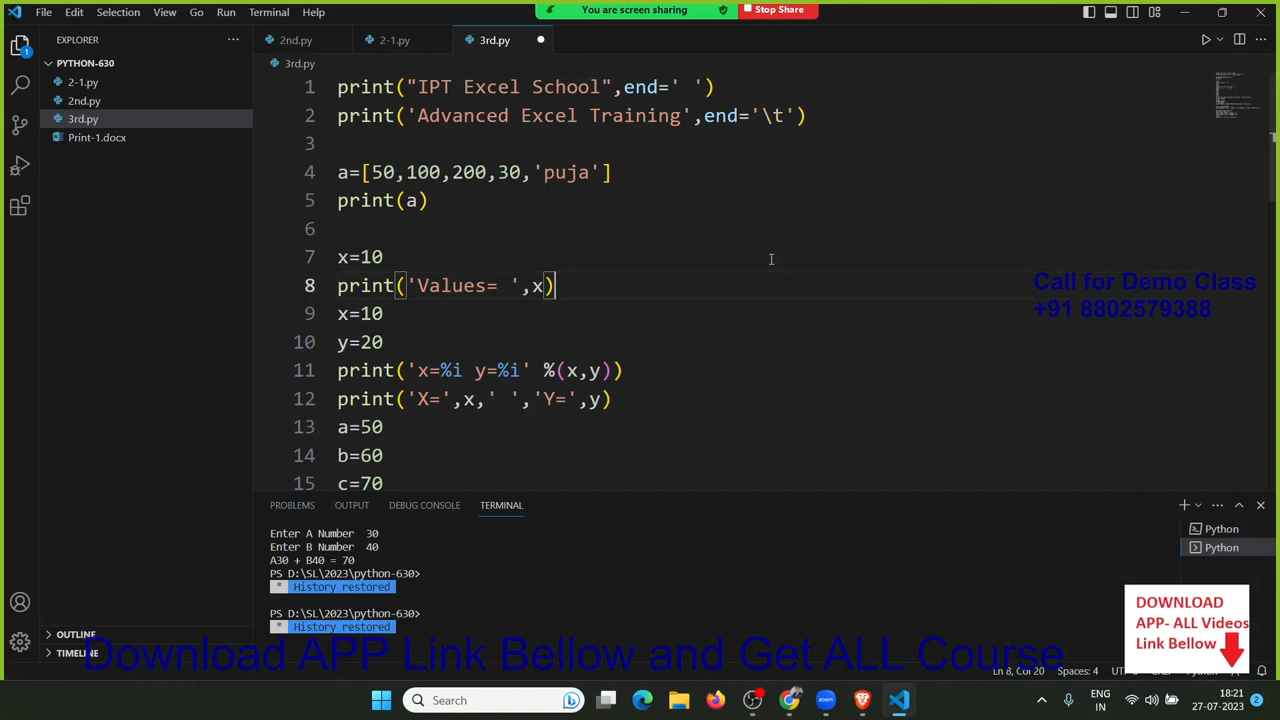 File Edit Selection View Go Run Terminal Help
You are screen sharing
Stop Share
EXPLORER
PYTHON-630
2-1.py
2nd.py
3rd.py
Print-1.docx
OUTLINE
TIMELINE
2nd.py 2-1.py 3rd.py
3rd.py
1 print("IPT Excel School",end=' ')
2 print('Advanced Excel Training',end='\t')
3
4 a=[50,100,200,30,'puja']
5 print(a)
6
7 x=10
8 print('Values= ',x)
9 x=10
10 y=20
11 print('x=%i y=%i' %(x,y))
12 print('X=',x,' ','Y=',y)
13 a=50
14 b=60
15 c=70
Call for Demo Class
+91 8802579388
PROBLEMS OUTPUT DEBUG CONSOLE TERMINAL
Enter A Number 30
Enter B Number 40
A30 + B40 = 70
PS D:\SL\2023\python-630>
* History restored
PS D:\SL\2023\python-630>
* History restored
Python
Python
DOWNLOAD
APP- ALL Videos
Link Bellow
Download APP Link Bellow and Get ALL Course
Ln 8, Col 20 Spaces: 4
1
Search
ENG
IN
18:21
27-07-2023
2